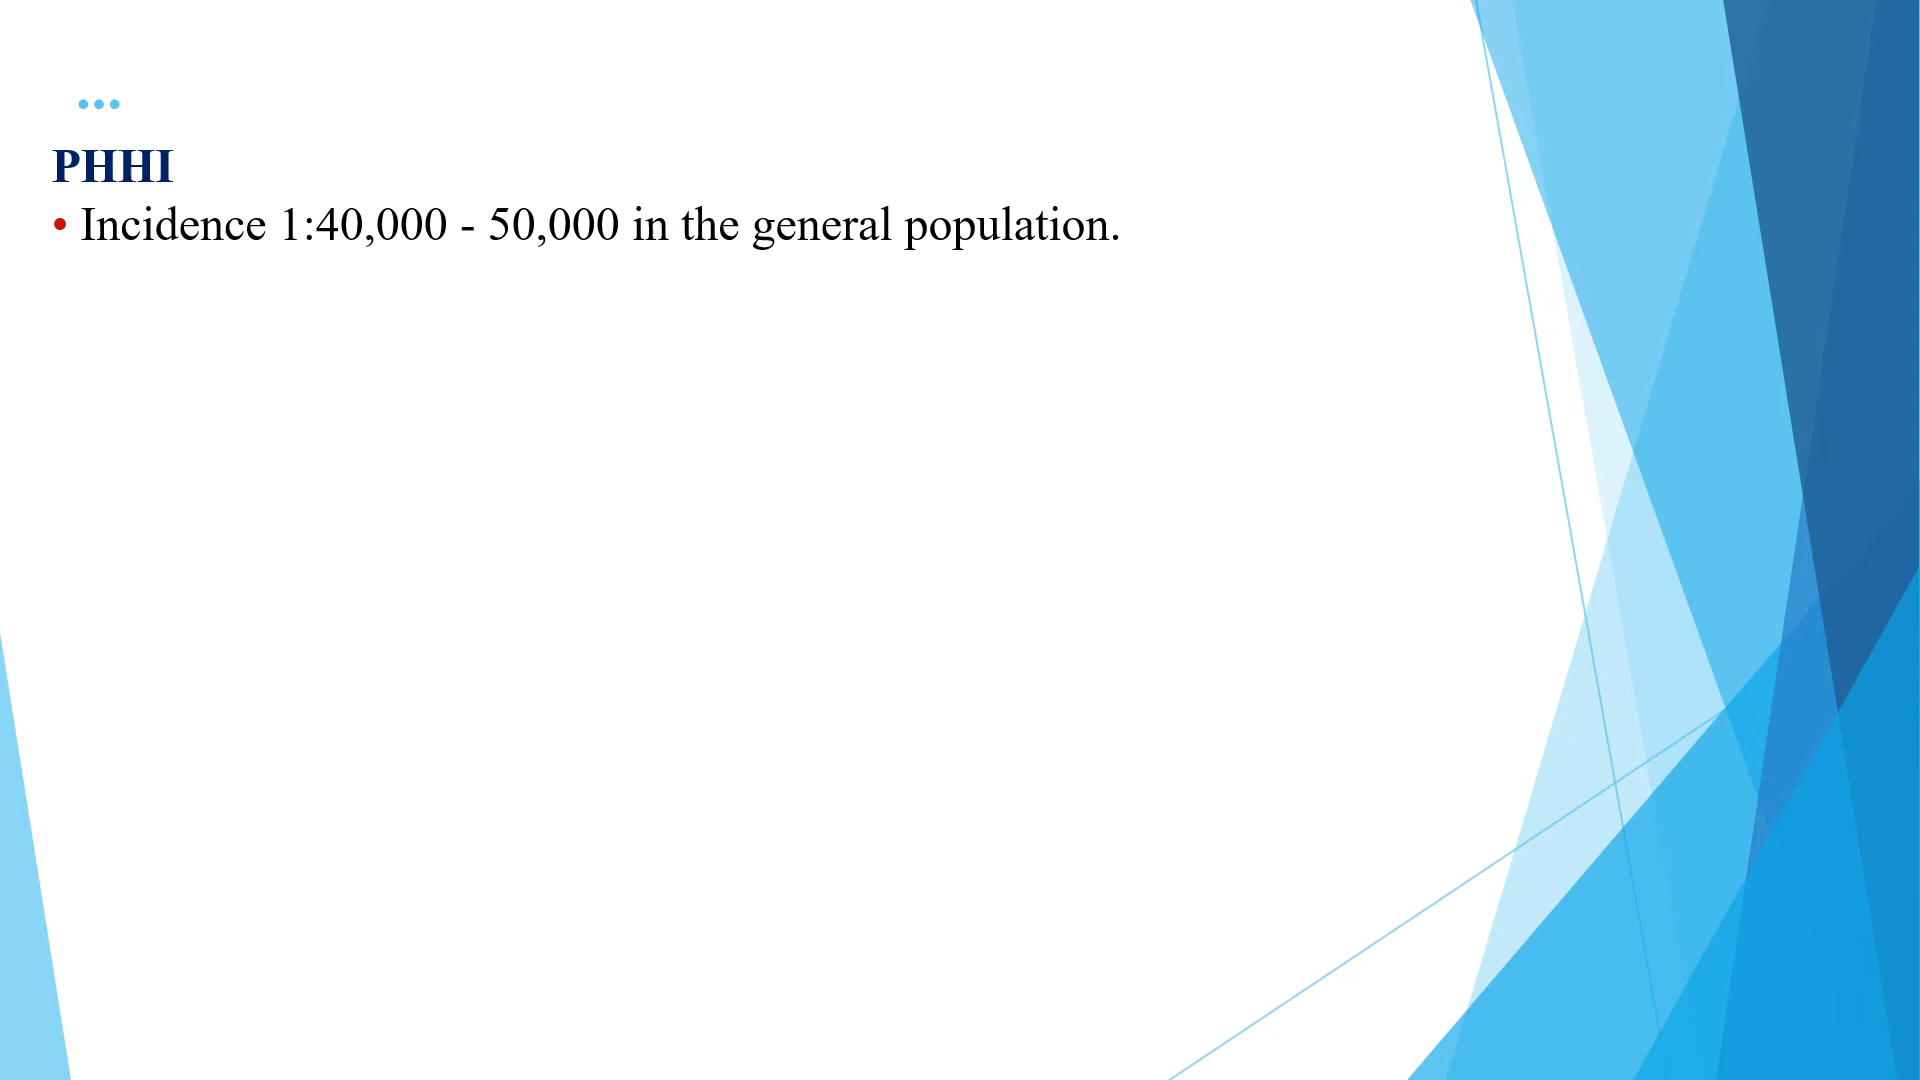 ...
PHHI
• Incidence 1:40,000 - 50,000 in the general population.